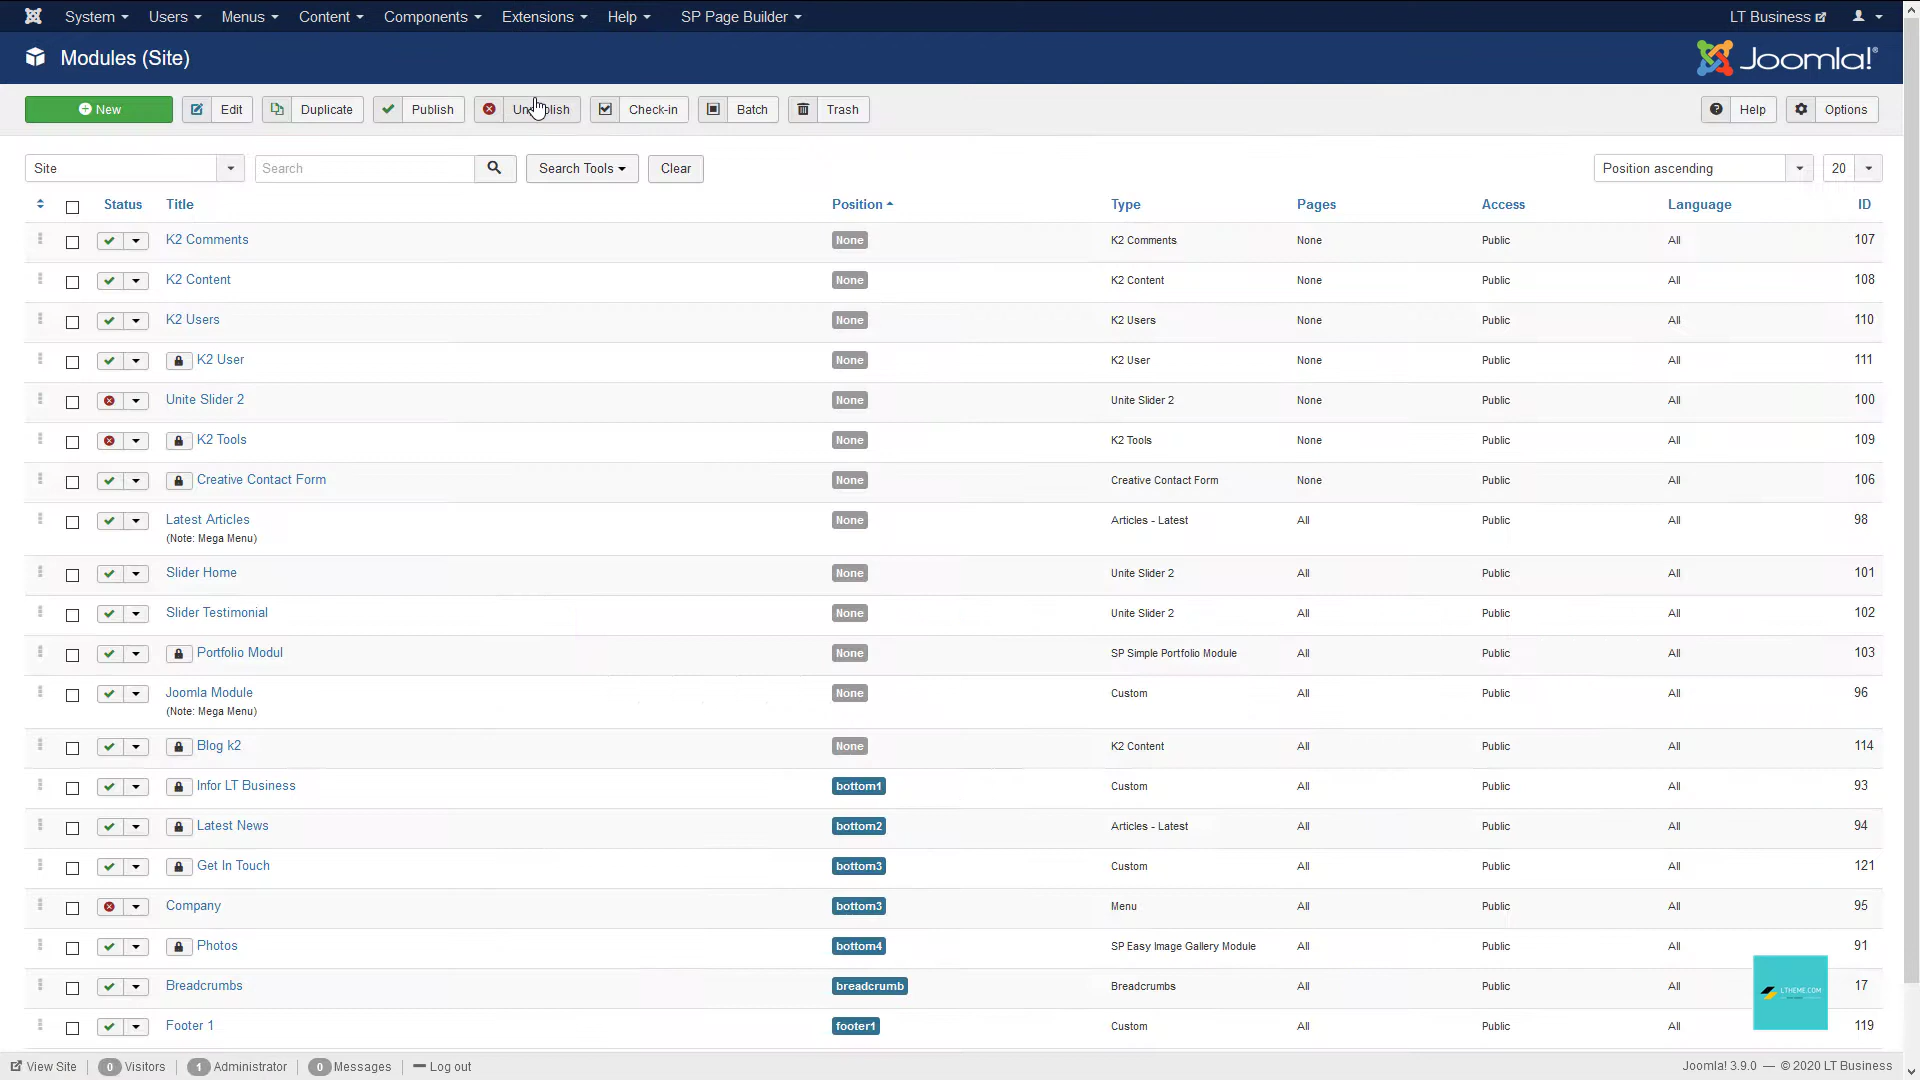 System Users Menus Content Components Extensions Help SP Page Builder LT Business
Modules (Site) Joomla!®
New Edit Duplicate Publish Unpublish Check-in Batch Trash Help Options
Site Search Search Tools Clear Position ascending 20
Status Title Position Type Pages Access Language ID
K2 Comments None K2 Comments None Public All 107
K2 Content None K2 Content None Public All 108
K2 Users None K2 Users None Public All 110
K2 User None K2 User None Public All 111
Unite Slider 2 None Unite Slider 2 None Public All 100
K2 Tools None K2 Tools None Public All 109
Creative Contact Form None Creative Contact Form None Public All 106
Latest Articles None Articles - Latest All Public All 98
(Note: Mega Menu)
Slider Home None Unite Slider 2 All Public All 101
Slider Testimonial None Unite Slider 2 All Public All 102
Portfolio Modul None SP Simple Portfolio Module All Public All 103
Joomla Module None Custom All Public All 96
(Note: Mega Menu)
Blog k2 None K2 Content All Public All 114
Infor LT Business bottom1 Custom All Public All 93
Latest News bottom2 Articles - Latest All Public All 94
Get In Touch bottom3 Custom All Public All 121
Company bottom3 Menu All Public All 95
Photos bottom4 SP Easy Image Gallery Module All Public All 91
Breadcrumbs breadcrumb Breadcrumbs All Public All 17
LTHEME.COM
Footer 1 footer1 Custom All Public All 119
View Site 0 Visitors 1 Administrator 0 Messages Log out Joomla! 3.9.0 — © 2020 LT Business